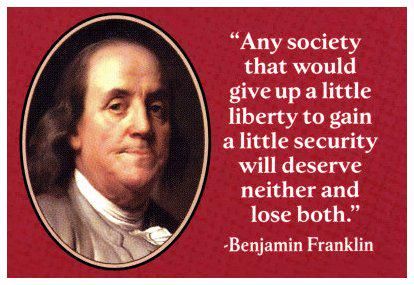 “Any society
that would
give up a little
liberty to gain
a little security
will deserve
neither and
lose both.”
-Benjamin Franklin